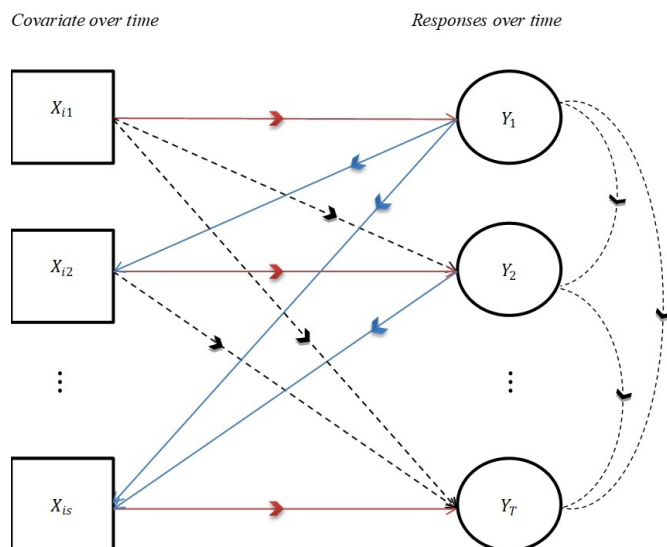 Covariate over time
Responses over time
X_{i1}
Y_1
X_{i2}
Y_2
⋮
⋮
X_{is}
Y_T